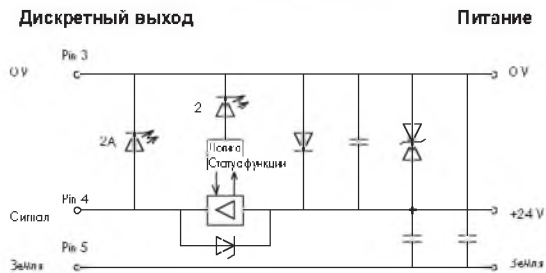 Дискретный выход Питание
Pin 3
0 V 0 V
2
2A
Логика
Статус функции
Pin 4
Сигнал +24 V
Pin 5
Земля Земля